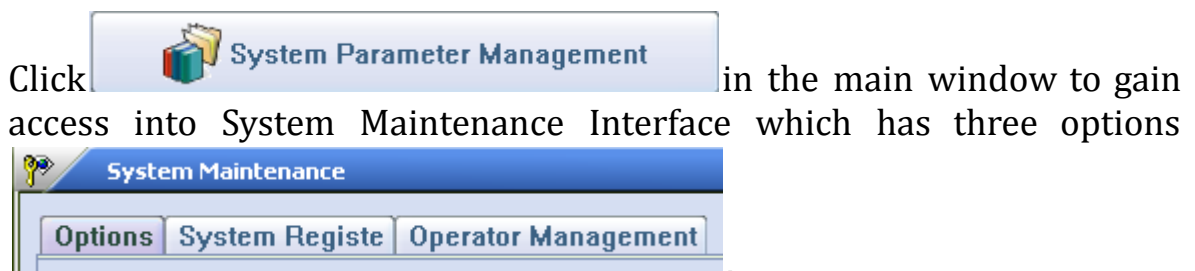 Click System Parameter Management in the main window to gain
access into System Maintenance Interface which has three options
System Maintenance
Options System Registe Operator Management
.